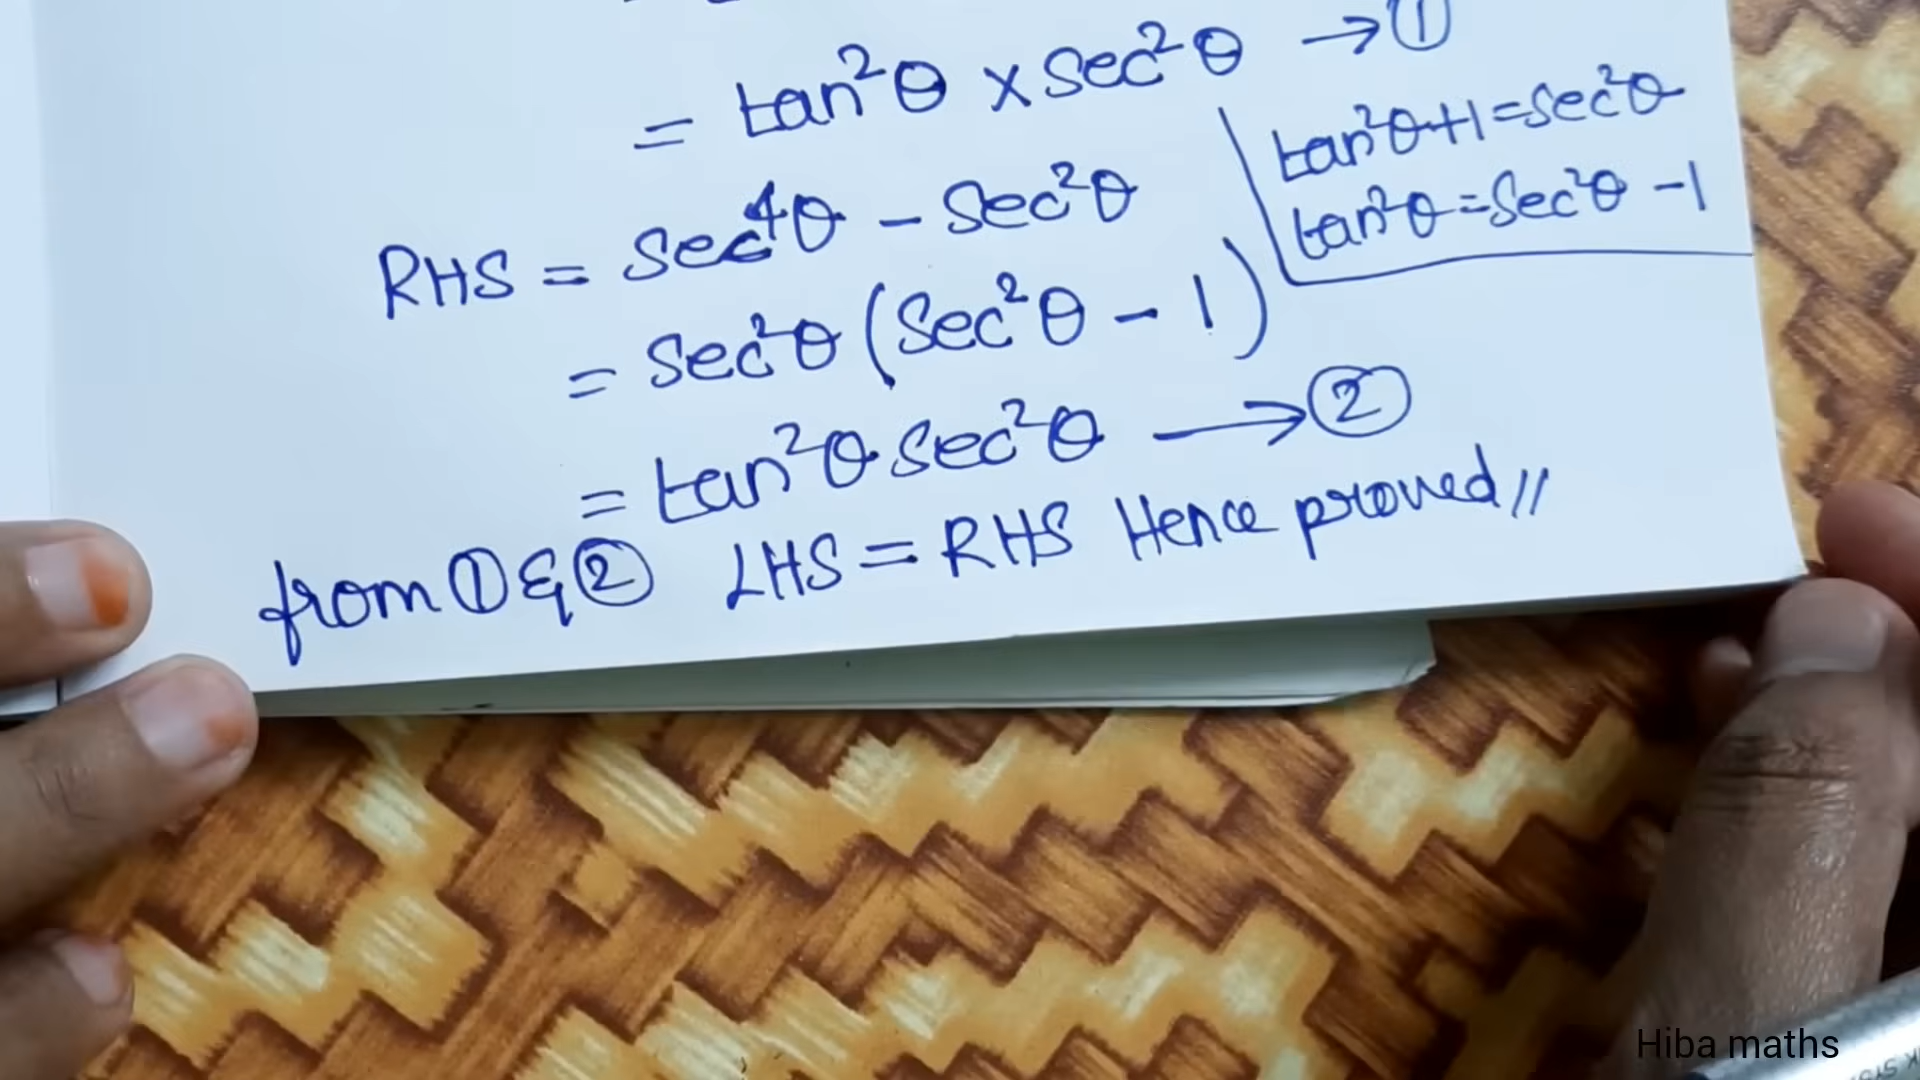 = tan²θ × sec²θ → ①
tan²θ+1=sec²θ
tan²θ=sec²θ -1
RHS = sec⁴θ - sec²θ
= sec²θ (sec²θ - 1)
= tan²θ sec²θ → ②
from ① & ② LHS = RHS Hence proved //
Hiba maths